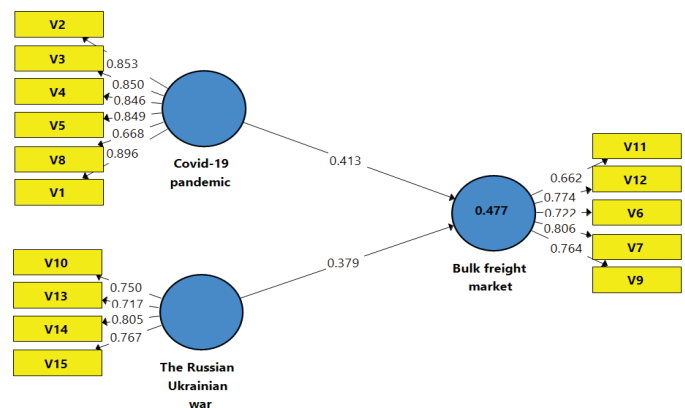 V2
0.853
V3
0.850
V4
0.846
V5
0.849
V8
0.668
V1
0.896
Covid-19
pandemic
0.413
V10
0.750
V13
0.717
V14
0.805
V15
0.767
The Russian
Ukrainian
war
0.379
0.477
Bulk freight
market
V11
0.662
V12
0.774
V6
0.722
V7
0.806
V9
0.764